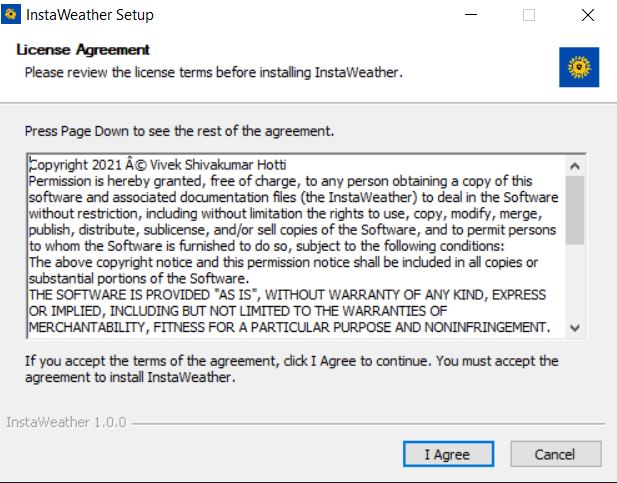 InstaWeather Setup
License Agreement
Please review the license terms before installing InstaWeather.
Press Page Down to see the rest of the agreement.
Copyright 2021 Â© Vivek Shivakumar Hotti
Permission is hereby granted, free of charge, to any person obtaining a copy of this
software and associated documentation files (the InstaWeather) to deal in the Software
without restriction, including without limitation the rights to use, copy, modify, merge,
publish, distribute, sublicense, and/or sell copies of the Software, and to permit persons
to whom the Software is furnished to do so, subject to the following conditions:
The above copyright notice and this permission notice shall be included in all copies or
substantial portions of the Software.
THE SOFTWARE IS PROVIDED "AS IS", WITHOUT WARRANTY OF ANY KIND, EXPRESS
OR IMPLIED, INCLUDING BUT NOT LIMITED TO THE WARRANTIES OF
MERCHANTABILITY, FITNESS FOR A PARTICULAR PURPOSE AND NONINFRINGEMENT.
If you accept the terms of the agreement, click I Agree to continue. You must accept the
agreement to install InstaWeather.
InstaWeather 1.0.0
I Agree
Cancel